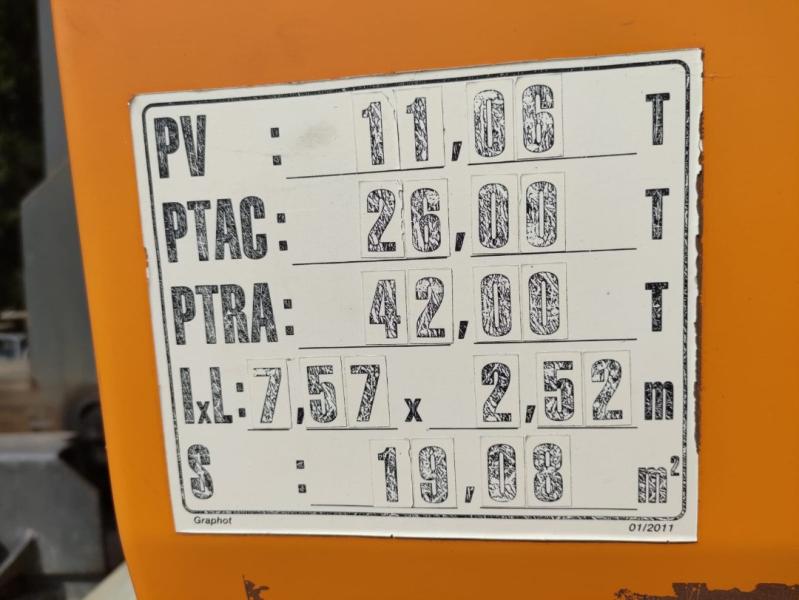 PV : 11,06 T
PTAC: 26,00 T
PTRA: 42,00 T
lxL: 7,57 x 2,52 m
S : 19,08 m²
Graphot 01/2011